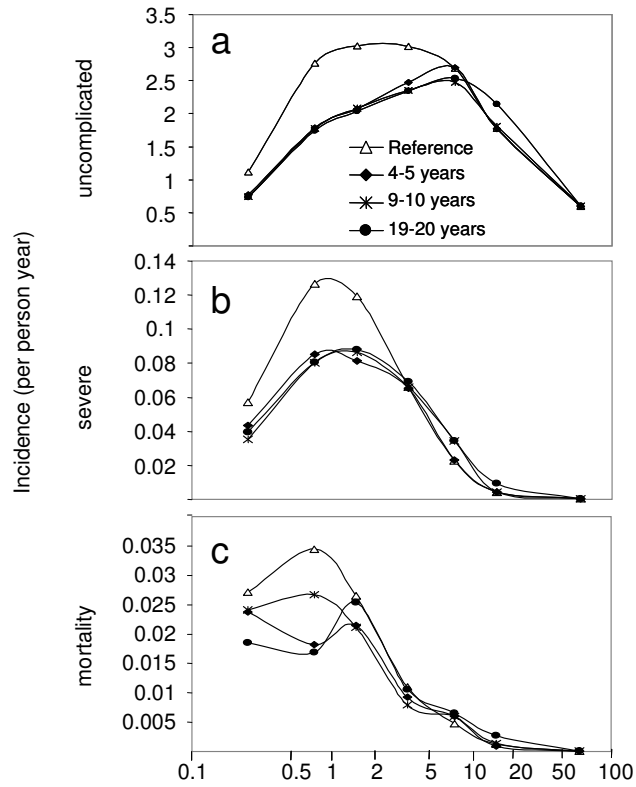 Incidence (per person year)
uncomplicated
a
3.5
3
2.5
2
1.5
1
0.5
Reference
4-5 years
9-10 years
19-20 years
severe
b
0.14
0.12
0.1
0.08
0.06
0.04
0.02
mortality
c
0.035
0.03
0.025
0.02
0.015
0.01
0.005
0.1 0.5 1 2 5 10 20 50 100